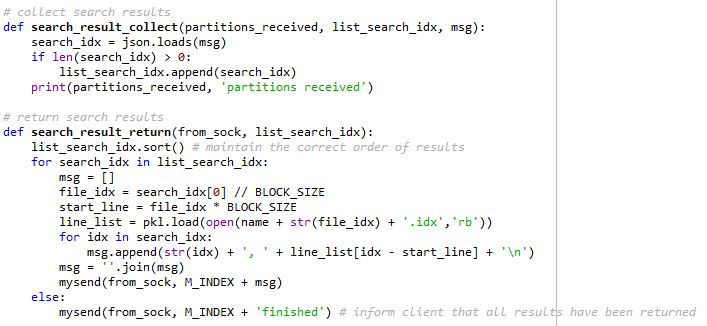 # collect search results
def search_result_collect(partitions_received, list_search_idx, msg):
    search_idx = json.loads(msg)
    if len(search_idx) > 0:
        list_search_idx.append(search_idx)
    print(partitions_received, 'partitions received')

# return search results
def search_result_return(from_sock, list_search_idx):
    list_search_idx.sort() # maintain the correct order of results
    for search_idx in list_search_idx:
        msg = []
        file_idx = search_idx[0] // BLOCK_SIZE
        start_line = file_idx * BLOCK_SIZE
        line_list = pkl.load(open(name + str(file_idx) + '.idx','rb'))
        for idx in search_idx:
            msg.append(str(idx) + ', ' + line_list[idx - start_line] + '\n')
        msg = ''.join(msg)
        mysend(from_sock, M_INDEX + msg)
    else:
        mysend(from_sock, M_INDEX + 'finished') # inform client that all results have been returned